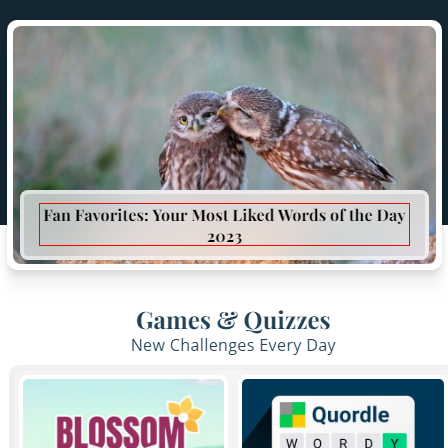 Fan Favorites: Your Most Liked Words of the Day
2023
Games & Quizzes
New Challenges Every Day
BLOSSOM
Quordle
W O R D Y